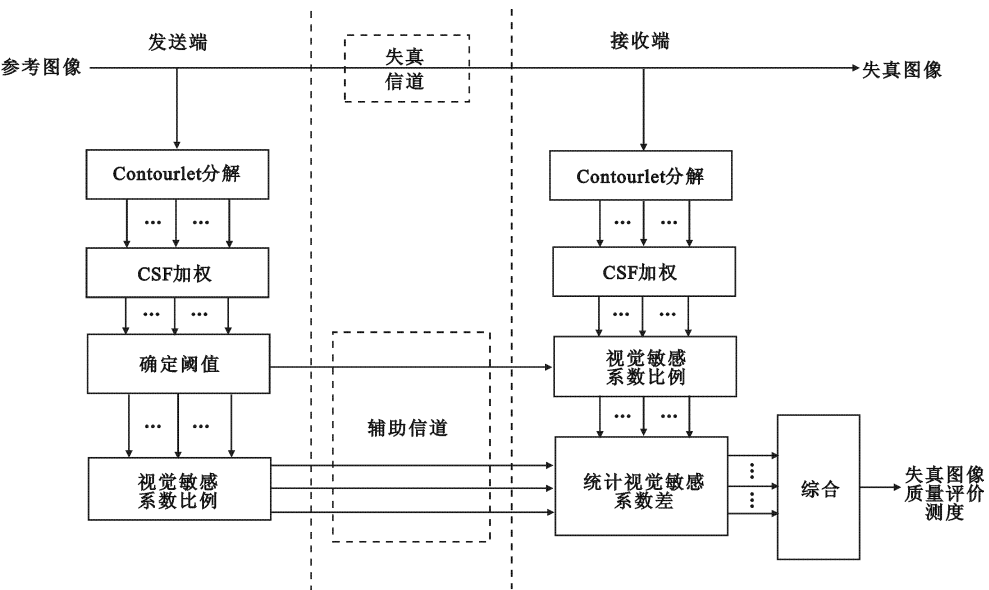 发送端
接收端
参考图像
失真
信道
失真图像
Contourlet分解
Contourlet分解
... ...
... ...
CSF加权
CSF加权
... ...
... ...
确定阈值
视觉敏感
系数比例
... ...
... ...
辅助信道
视觉敏感
系数比例
统计视觉敏感
系数差
...
...
综合
失真图像
质量评价
测度